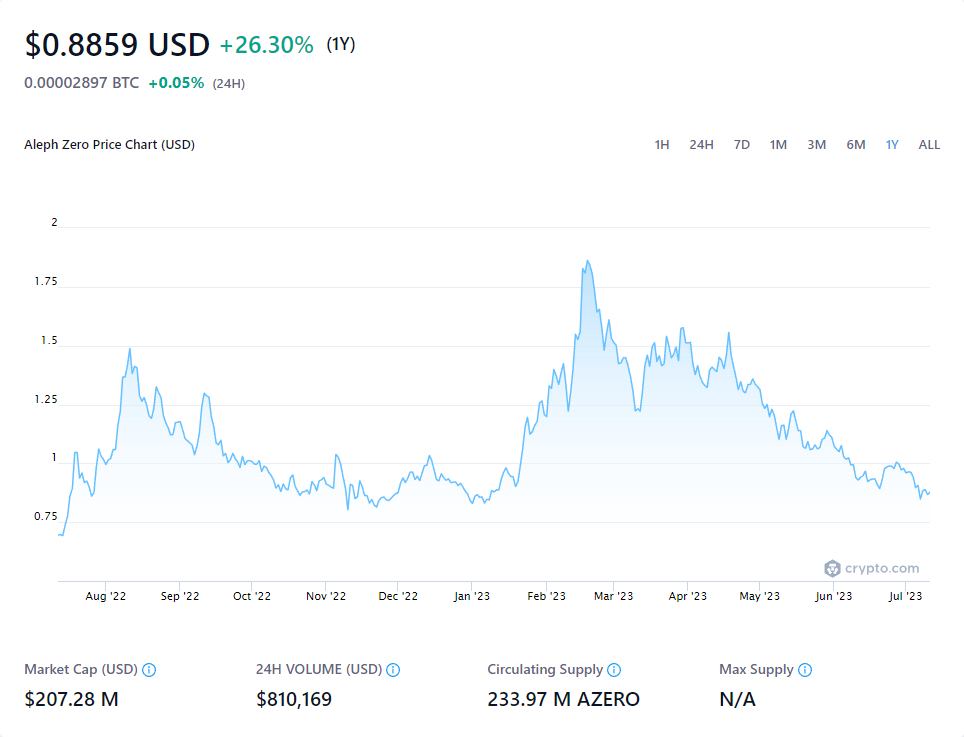 $0.8859 USD +26.30% (1Y)
0.00002897 BTC +0.05% (24H)
Aleph Zero Price Chart (USD) 1H 24H 7D 1M 3M 6M 1Y ALL
2
1.75
1.5
1.25
1
0.75
crypto.com
Aug '22 Sep '22 Oct '22 Nov '22 Dec '22 Jan '23 Feb '23 Mar '23 Apr '23 May '23 Jun '23 Jul '23
Market Cap (USD) 24H VOLUME (USD) Circulating Supply Max Supply
$207.28 M $810,169 233.97 M AZERO N/A